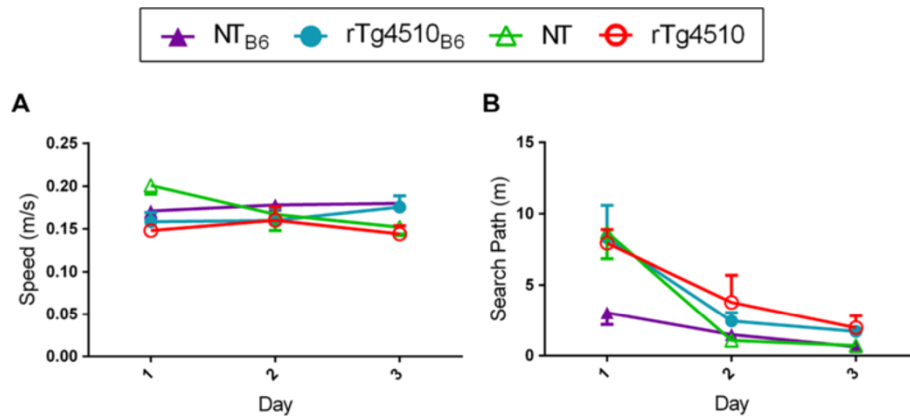 NTB6 rTg4510B6 NT rTg4510
A
B
Speed (m/s)
0.25
0.20
0.15
0.10
0.05
0.00
1 2 3
Day
Search Path (m)
15
10
5
0
1 2 3
Day